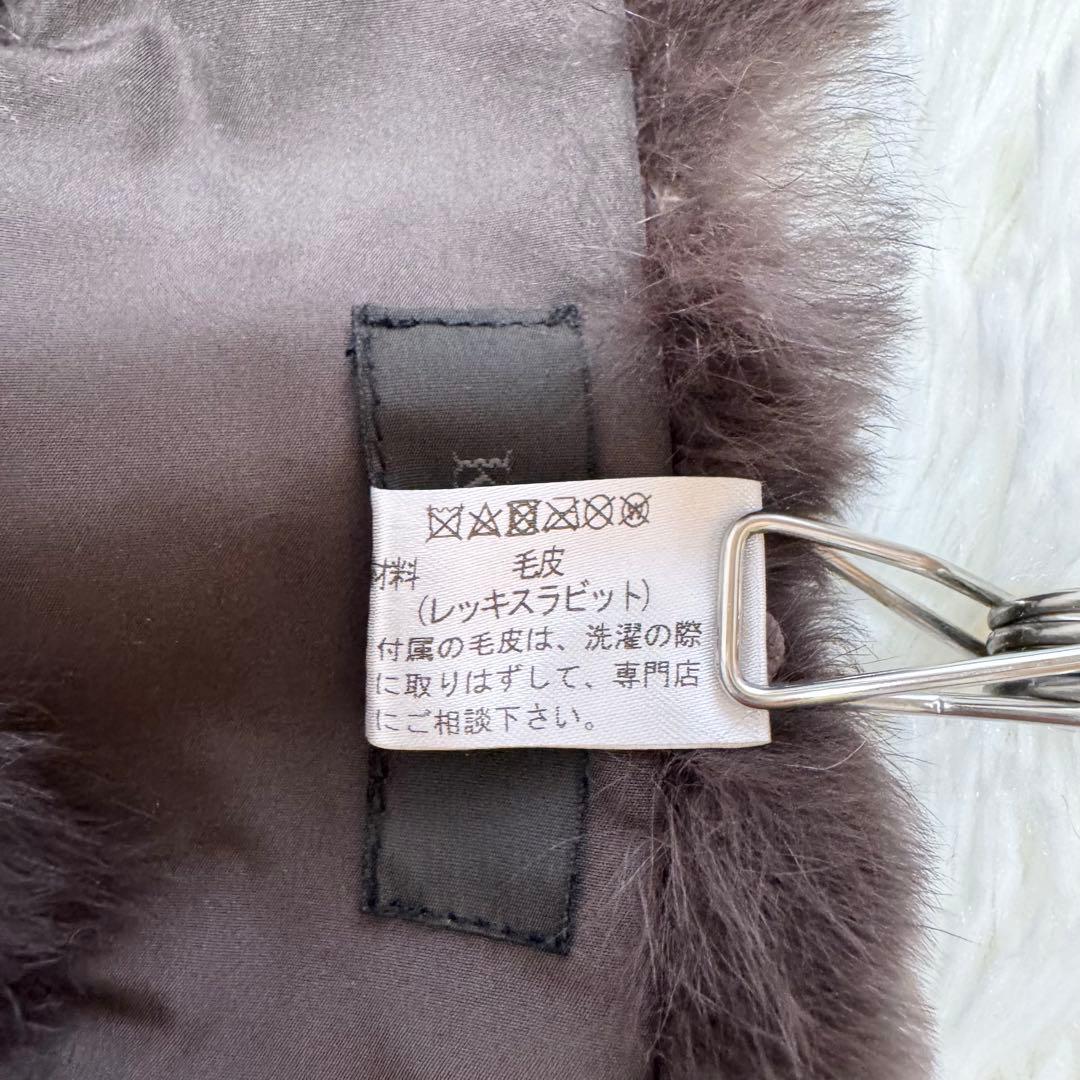 材料 毛皮
(レッキスラビット)
付属の毛皮は、洗濯の際
に取りはずして、専門店
にご相談下さい。